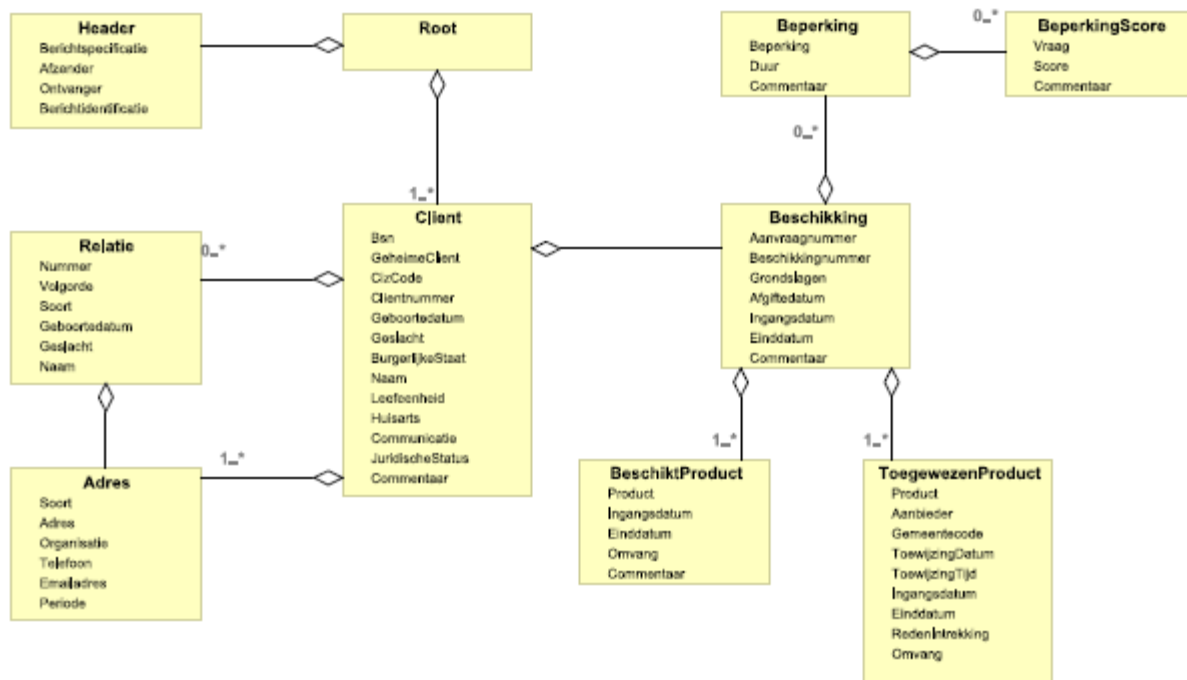 Header
Berichtspecificatie
Afzender
Ontvanger
Berichtidentificatie
Root
Beperking
Beperking
Duur
Commentaar
0..*
BeperkingScore
Vraag
Score
Commentaar
0..*
1..*
Relatie
Nummer
Volgorde
Soort
Geboortedatum
Geslacht
Naam
0..*
Client
Bsn
GeheimeClient
CizCode
Clientnummer
Geboortedatum
Geslacht
BurgerlijkeStaat
Naam
Leefeenheid
Huisarts
Communicatie
JuridischeStatus
Commentaar
Beschikking
Aanvraagnummer
Beschikkingnummer
Grondslagen
Afgiftedatum
Ingangsdatum
Einddatum
Commentaar
1..*
Adres
Soort
Adres
Organisatie
Telefoon
Emailadres
Periode
1..*
BeschiktProduct
Product
Ingangsdatum
Einddatum
Omvang
Commentaar
1..*
ToegewezenProduct
Product
Aanbieder
Gemeentecode
ToewijzingDatum
ToewijzingTijd
Ingangsdatum
Einddatum
RedenIntrekking
Omvang